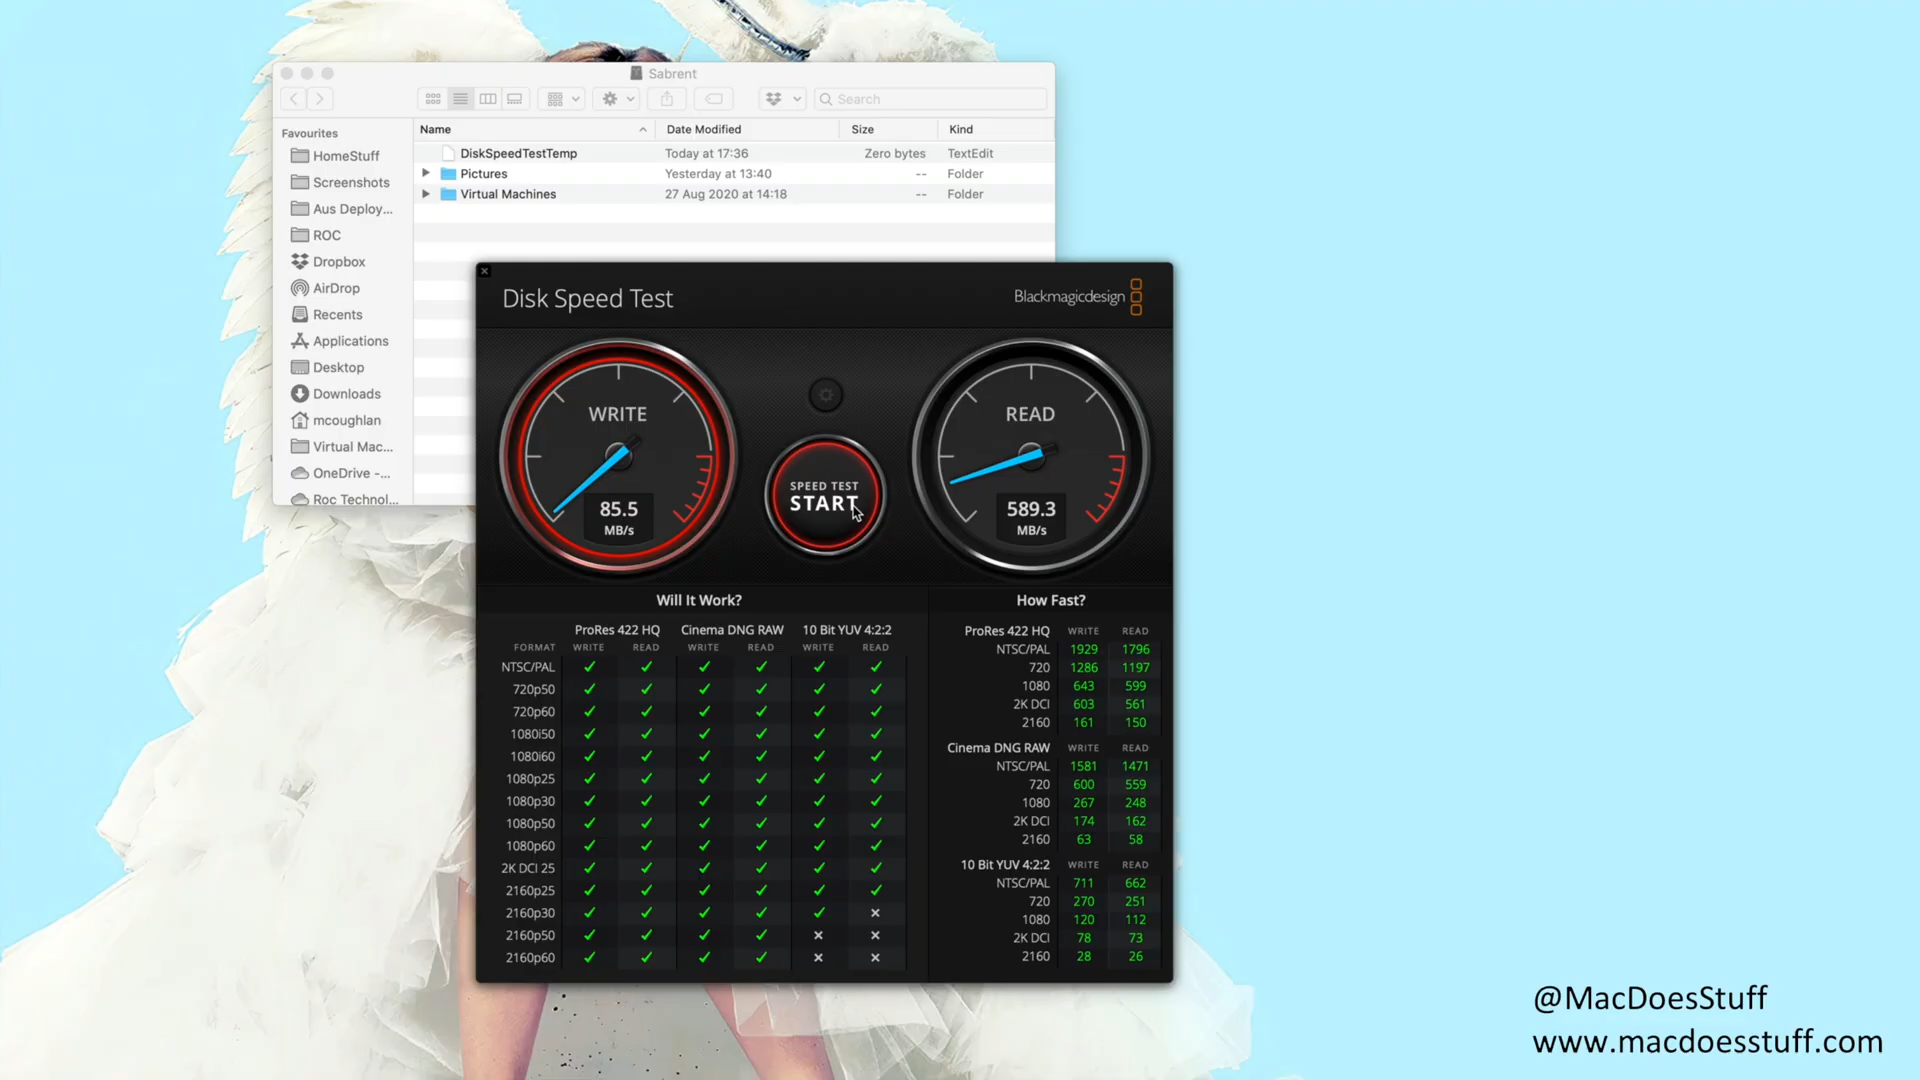 Sabrent
Search
Favourites
HomeStuff
Screenshots
Aus Deploy...
ROC
Dropbox
AirDrop
Recents
Applications
Desktop
Downloads
mcoughlan
Virtual Mac...
OneDrive -...
Roc Technol...
Name Date Modified Size Kind
DiskSpeedTestTemp Today at 17:36 Zero bytes TextEdit
Pictures Yesterday at 13:40 -- Folder
Virtual Machines 27 Aug 2020 at 14:18 -- Folder
Disk Speed Test
Blackmagicdesign
WRITE
85.5
MB/s
SPEED TEST
START
READ
589.3
MB/s
Will It Work?
ProRes 422 HQ Cinema DNG RAW 10 Bit YUV 4:2:2
FORMAT WRITE READ WRITE READ WRITE READ
NTSC/PAL ✓ ✓ ✓ ✓ ✓ ✓
720p50 ✓ ✓ ✓ ✓ ✓ ✓
720p60 ✓ ✓ ✓ ✓ ✓ ✓
1080i50 ✓ ✓ ✓ ✓ ✓ ✓
1080i60 ✓ ✓ ✓ ✓ ✓ ✓
1080p25 ✓ ✓ ✓ ✓ ✓ ✓
1080p30 ✓ ✓ ✓ ✓ ✓ ✓
1080p50 ✓ ✓ ✓ ✓ ✓ ✓
1080p60 ✓ ✓ ✓ ✓ ✓ ✓
2K DCI 25 ✓ ✓ ✓ ✓ ✓ ✓
2160p25 ✓ ✓ ✓ ✓ ✓ ✓
2160p30 ✓ ✓ ✓ ✓ ✓ ×
2160p50 ✓ ✓ ✓ ✓ × ×
2160p60 ✓ ✓ ✓ ✓ × ×
How Fast?
ProRes 422 HQ WRITE READ
NTSC/PAL 1929 1796
720 1286 1197
1080 643 599
2K DCI 603 561
2160 161 150
Cinema DNG RAW WRITE READ
NTSC/PAL 1581 1471
720 600 559
1080 267 248
2K DCI 174 162
2160 63 58
10 Bit YUV 4:2:2 WRITE READ
NTSC/PAL 711 662
720 270 251
1080 120 112
2K DCI 78 73
2160 28 26
@MacDoesStuff
www.macdoesstuff.com